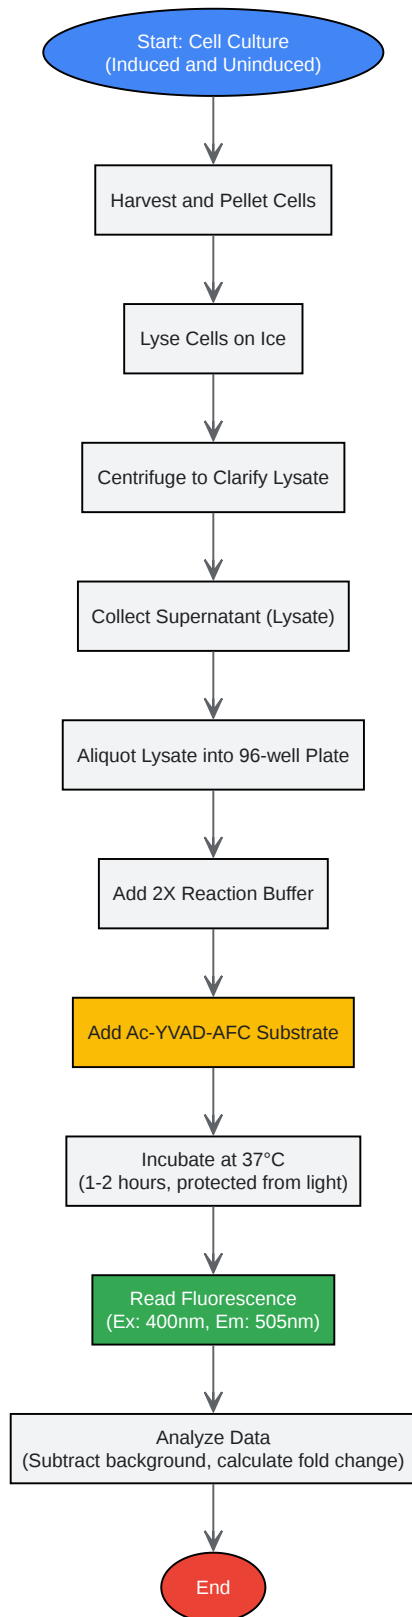 Start: Cell Culture
(Induced and Uninduced)
Harvest and Pellet Cells
Lyse Cells on Ice
Centrifuge to Clarify Lysate
Collect Supernatant (Lysate)
Aliquot Lysate into 96-well Plate
Add 2X Reaction Buffer
Add Ac-YVAD-AFC Substrate
Incubate at 37°C
(1-2 hours, protected from light)
Read Fluorescence
(Ex: 400nm, Em: 505nm)
Analyze Data
(Subtract background, calculate fold change)
End